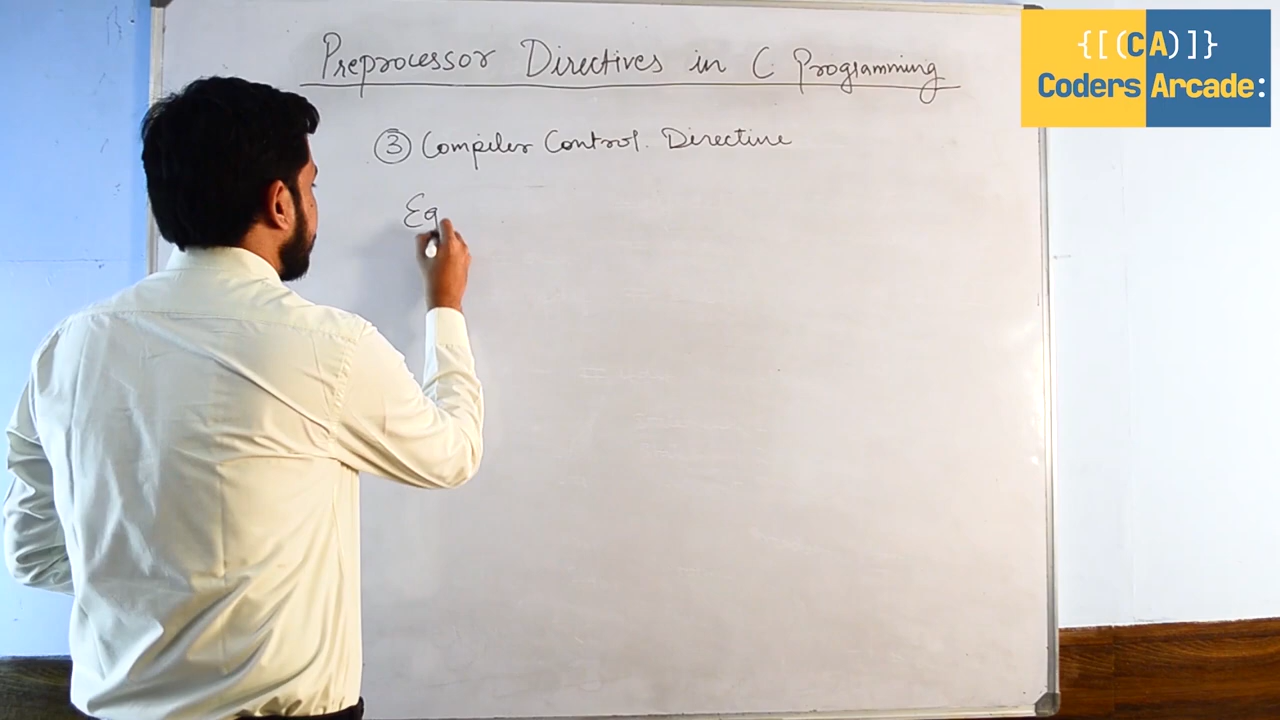 Preprocessor Directives in C Programming
{[(CA)]}
Coders Arcade:
③ Compiler Control. Directive
Eg